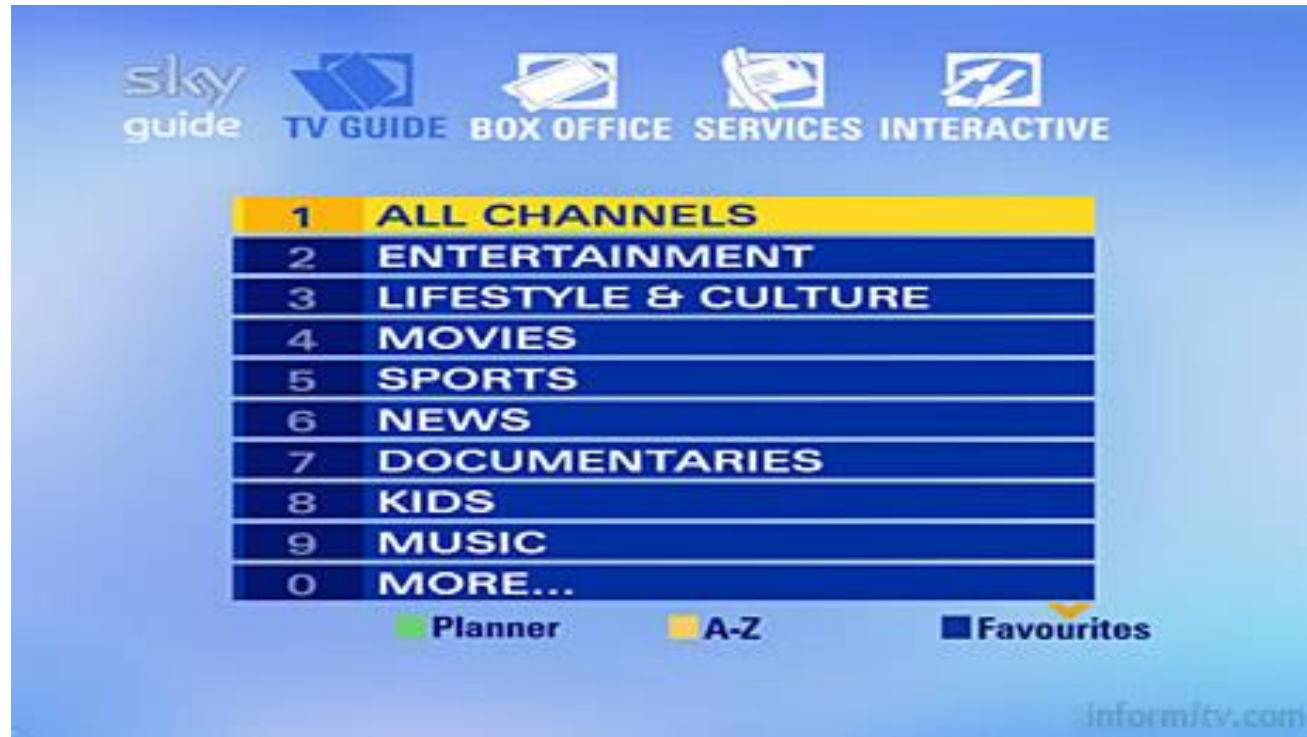 sky
guide TV GUIDE BOX OFFICE SERVICES INTERACTIVE
1 ALL CHANNELS
2 ENTERTAINMENT
3 LIFESTYLE & CULTURE
4 MOVIES
5 SPORTS
6 NEWS
7 DOCUMENTARIES
8 KIDS
9 MUSIC
0 MORE...
Planner A-Z Favourites
informitv.com